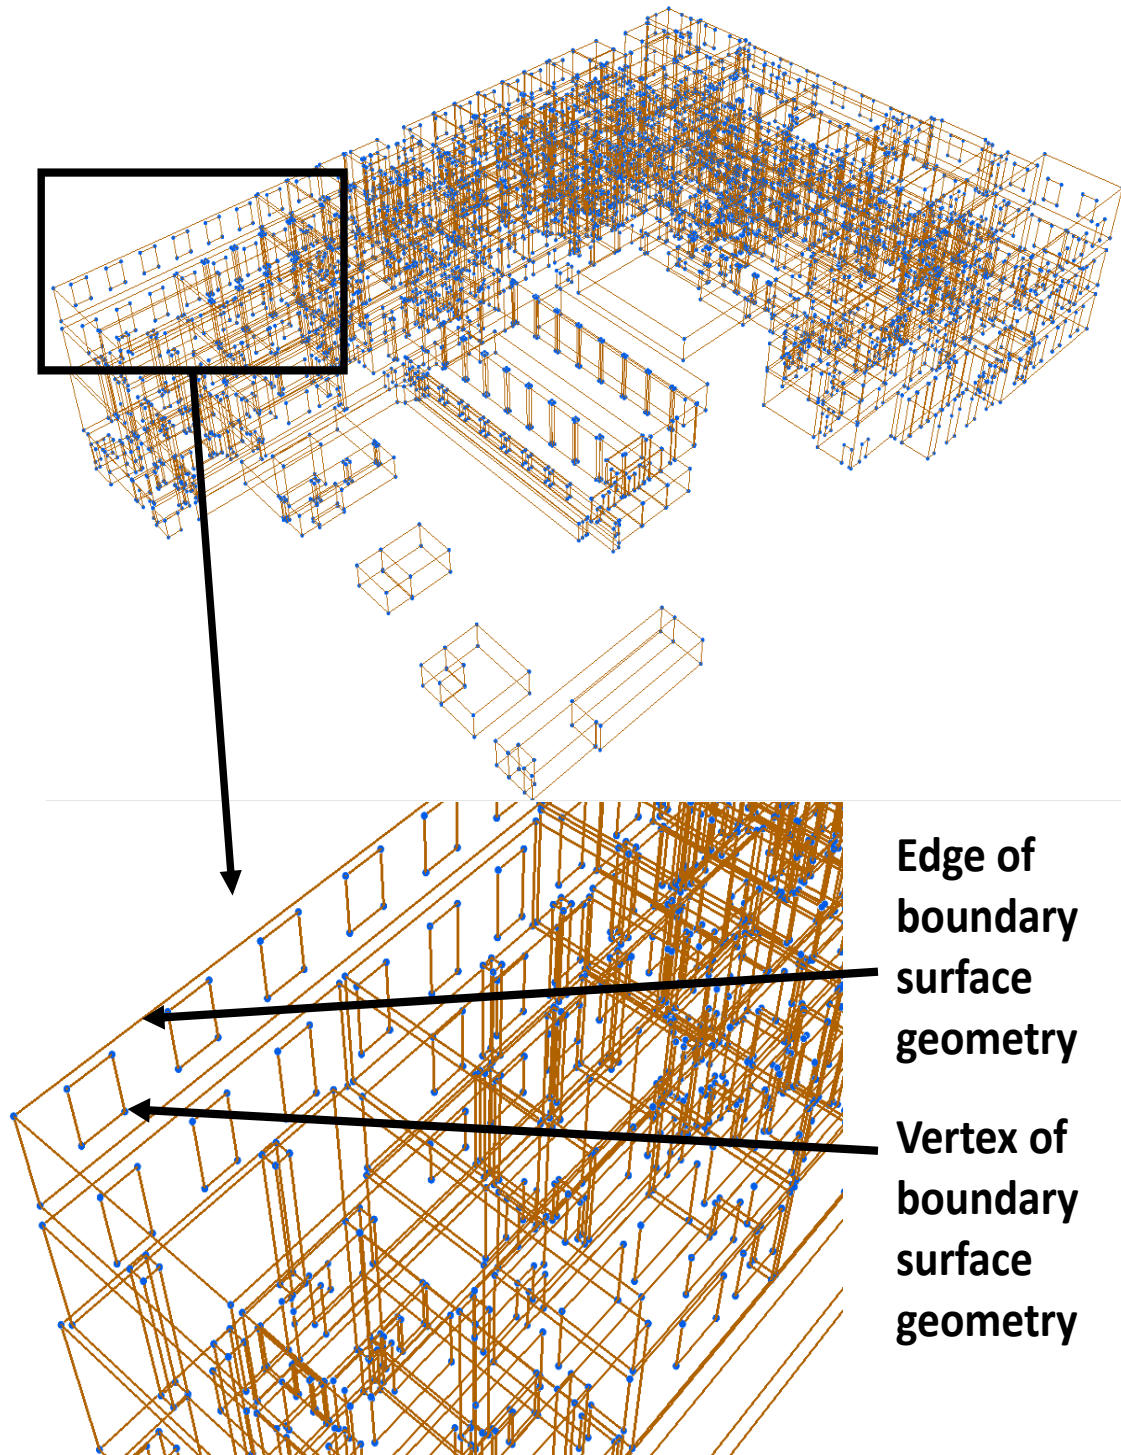 Edge of
boundary
surface
geometry
Vertex of
boundary
surface
geometry